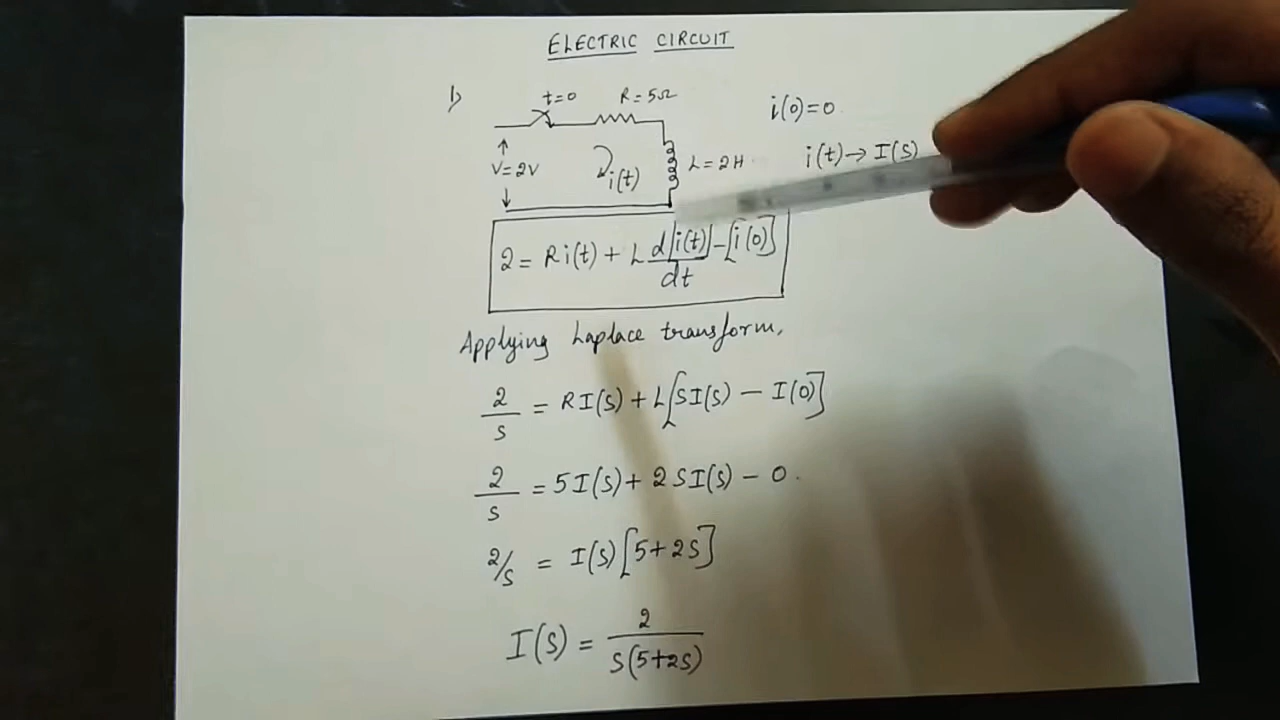 ELECTRIC CIRCUIT
1)
t=0
R=5Ω
i(0)=0
V=2V
i(t)
L=2H
i(t)→I(S)
2 = Ri(t) + L d[i(t)]/dt - [i(0)]
Applying Laplace transform,
2/s = RI(s) + L[SI(s) - I(0)]
2/s = 5I(s) + 2SI(s) - 0.
2/s = I(s)[5+2S]
I(s) = 2/S(5+2S)